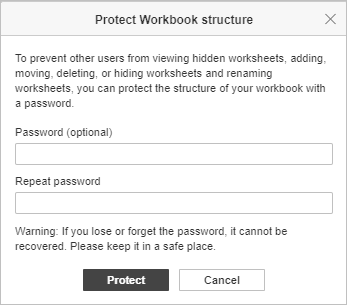 Protect Workbook structure
To prevent other users from viewing hidden worksheets, adding,
moving, deleting, or hiding worksheets and renaming
worksheets, you can protect the structure of your workbook with
a password.
Password (optional)
Repeat password
Warning: If you lose or forget the password, it cannot be
recovered. Please keep it in a safe place.
Protect Cancel